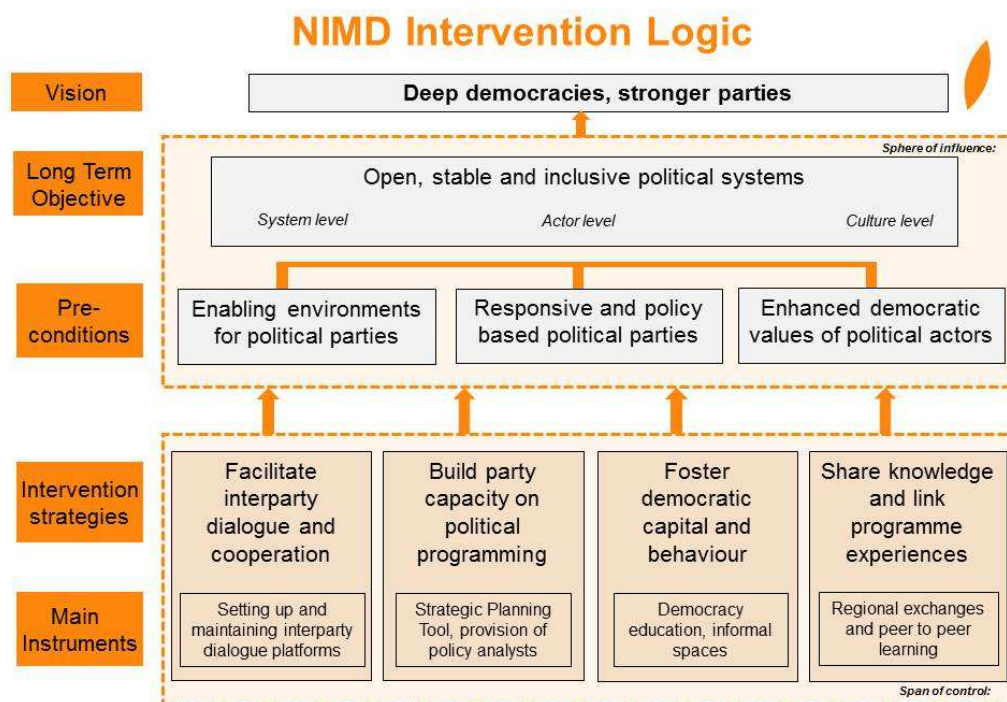 NIMD Intervention Logic
Vision
Deep democracies, stronger parties
Sphere of influence:
Long Term
Objective
Open, stable and inclusive political systems
System level
Actor level
Culture level
Pre-
conditions
Enabling environments
for political parties
Responsive and policy
based political parties
Enhanced democratic
values of political actors
Intervention
strategies
Facilitate
interparty
dialogue and
cooperation
Build party
capacity on
political
programming
Foster
democratic
capital and
behaviour
Share knowledge
and link
programme
experiences
Main
Instruments
Setting up and
maintaining interparty
dialogue platforms
Strategic Planning
Tool, provision of
policy analysts
Democracy
education, informal
spaces
Regional exchanges
and peer to peer
learning
Span of control: